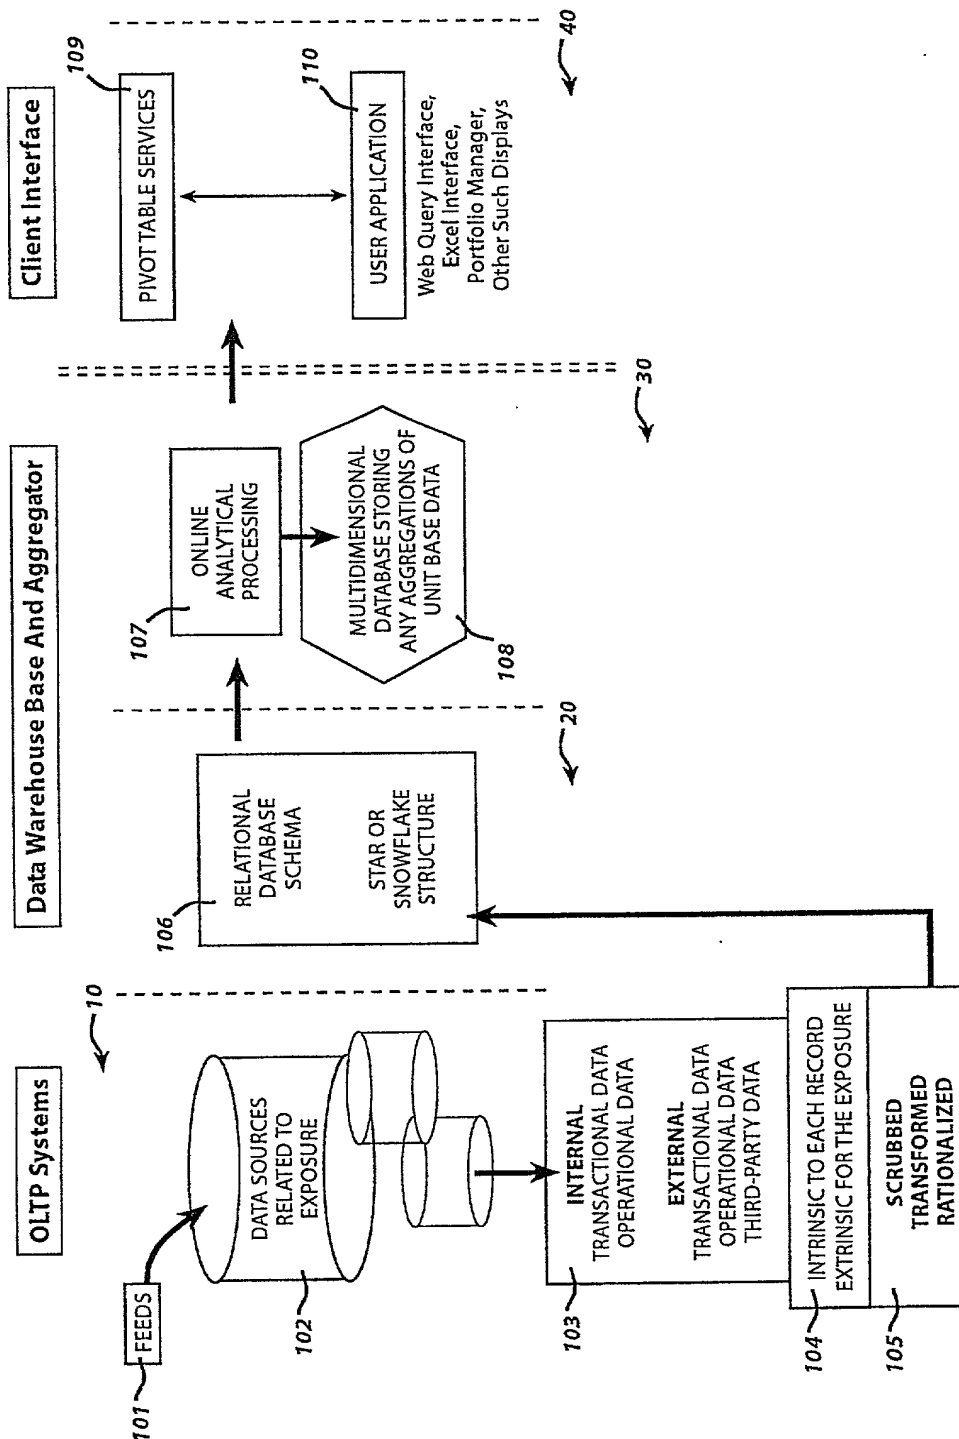 OLTP Systems
Data Warehouse Base And Aggregator
Client Interface
10
101
FEEDS
102
DATA SOURCES
RELATED TO
EXPOSURE
103
INTERNAL
TRANSACTIONAL DATA
OPERATIONAL DATA
EXTERNAL
TRANSACTIONAL DATA
OPERATIONAL DATA
THIRD-PARTY DATA
104
INTRINSIC TO EACH RECORD
EXTRINSIC FOR THE EXPOSURE
105
SCRUBBED
TRANSFORMED
RATIONALIZED
106
RELATIONAL
DATABASE
SCHEMA
STAR OR
SNOWFLAKE
STRUCTURE
20
107
ONLINE
ANALYTICAL
PROCESSING
MULTIDIMENSIONAL
DATABASE STORING
ANY AGGREGATIONS OF
UNIT BASE DATA
108
30
109
PIVOTTABLE SERVICES
110
USER APPLICATION
Web Query Interface,
Excel Interface,
Portfolio Manager,
Other Such Displays
40